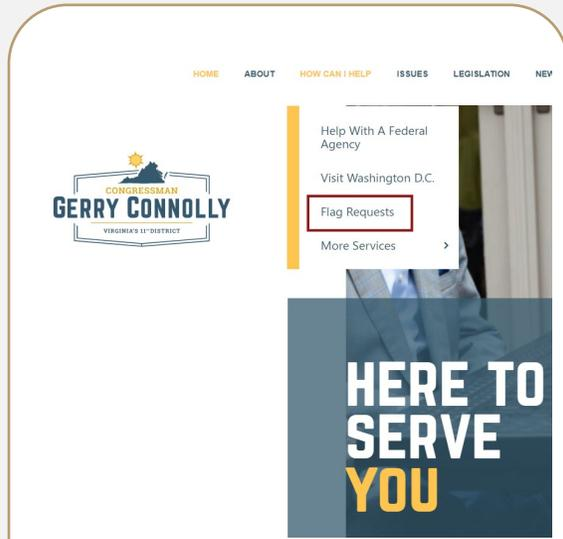 HOME ABOUT HOW CAN I HELP ISSUES LEGISLATION NEW
Help With A Federal
Agency
Visit Washington D.C.
Flag Requests
More Services
CONGRESSMAN
GERRY CONNOLLY
VIRGINIA'S 11TH DISTRICT
HERE TO
SERVE
YOU